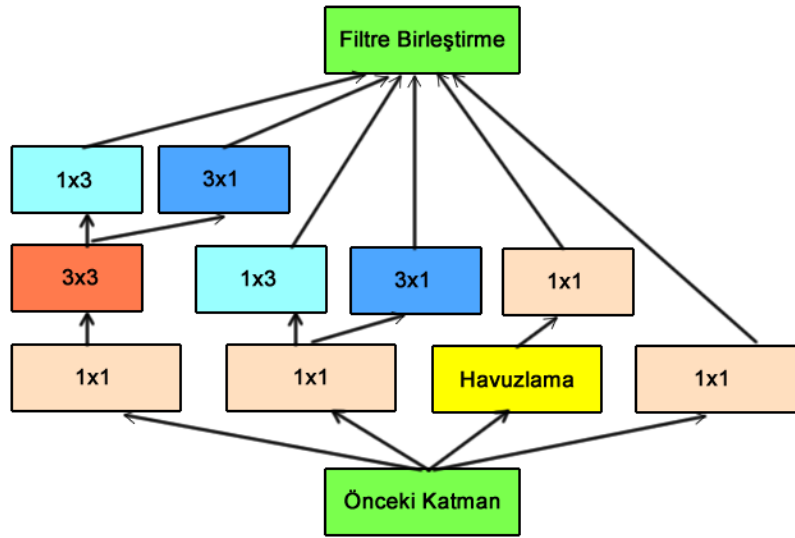 Filtre Birleştirme
1x3
3x1
3x3
1x3
3x1
1x1
1x1
1x1
Havuzlama
1x1
Önceki Katman